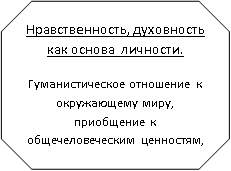 Нравственность, духовность
как основа личности.
Гуманистическое отношение к
окружающему миру,
приобщение к
общечеловеческим ценностям,